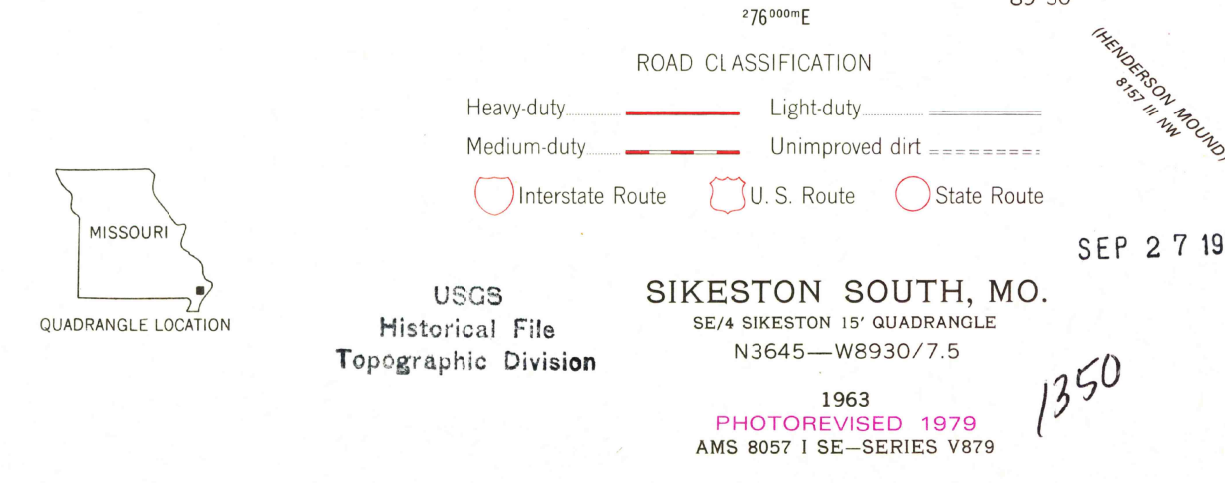 ²76⁰⁰⁰ᵐE
ROAD CLASSIFICATION
Heavy-duty
Light-duty
Medium-duty
Unimproved dirt
Interstate Route
U. S. Route
State Route
(HENDERSON MOUND)
8157 III NW
MISSOURI
QUADRANGLE LOCATION
SEP 27 19
USGS
Historical File
Topographic Division
SIKESTON SOUTH, MO.
SE/4 SIKESTON 15′ QUADRANGLE
N3645—W8930/7.5
1963
PHOTOREVISED 1979
AMS 8057 I SE—SERIES V879
1350